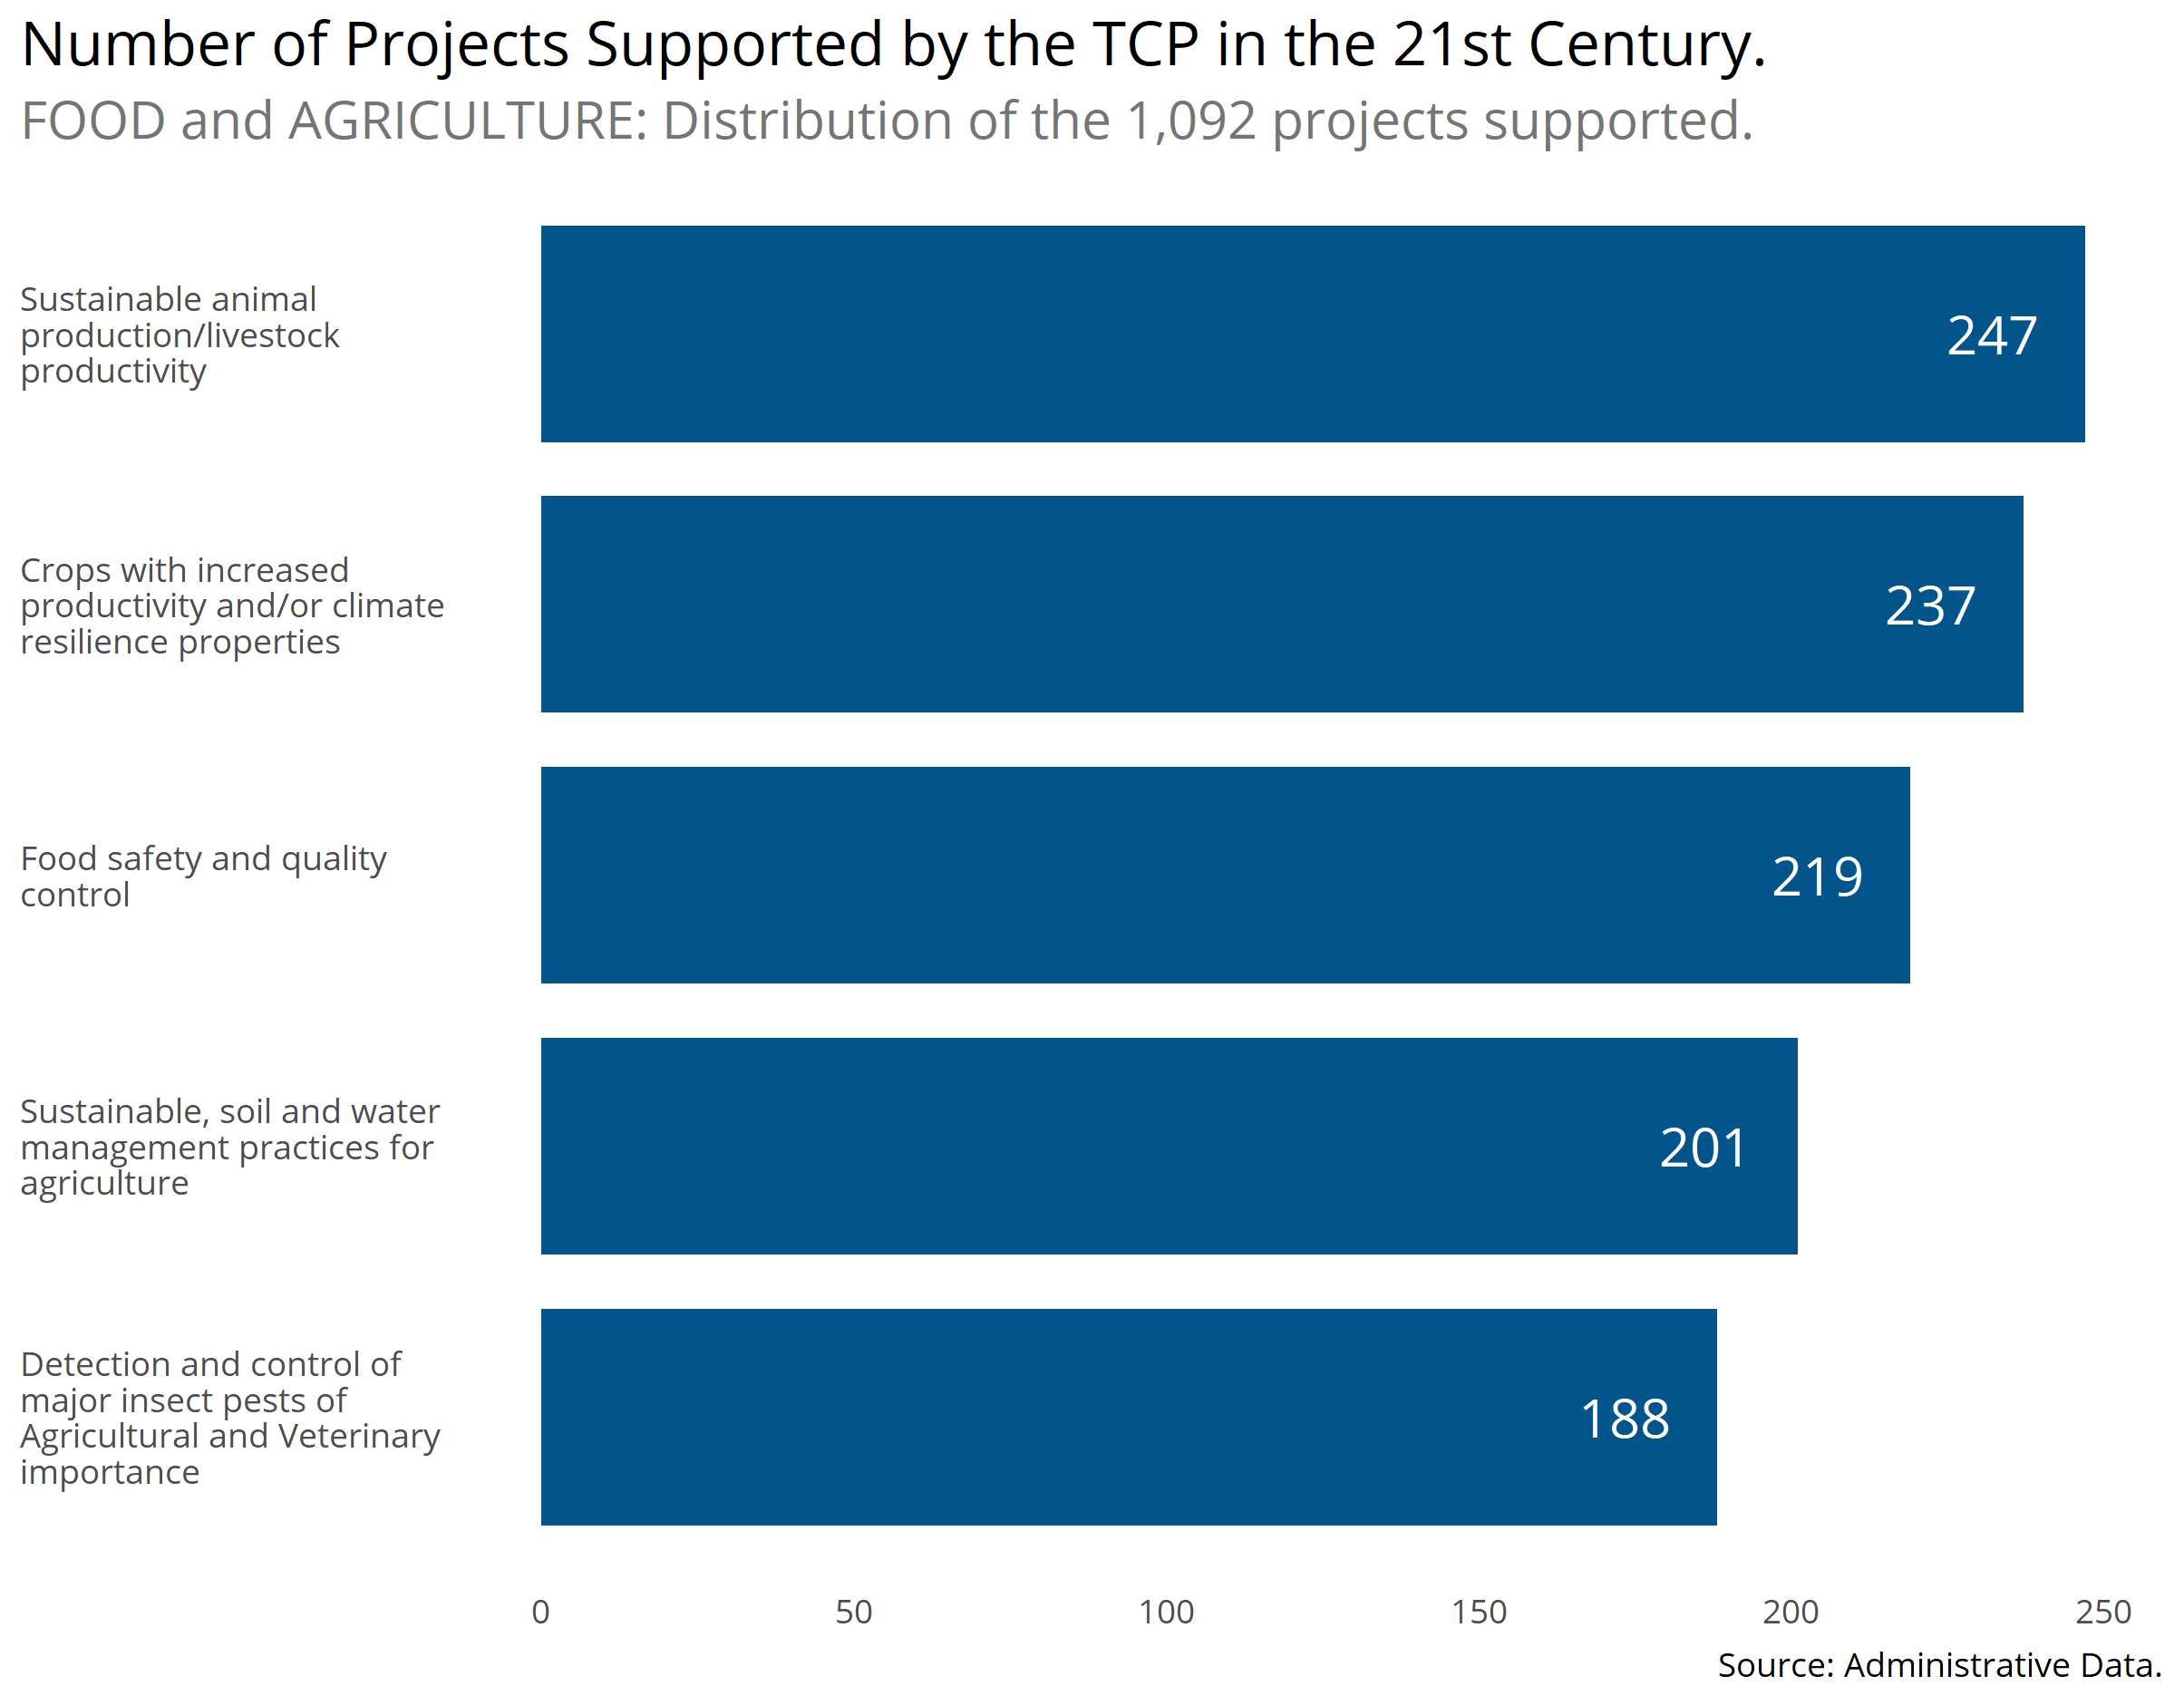 Number of Projects Supported by the TCP in the 21st Century.
FOOD and AGRICULTURE: Distribution of the 1,092 projects supported.
Sustainable animal
production/livestock
productivity
247
Crops with increased
productivity and/or climate
resilience properties
237
Food safety and quality
control
219
Sustainable, soil and water
management practices for
agriculture
201
Detection and control of
major insect pests of
Agricultural and Veterinary
importance
188
0 50 100 150 200 250
Source: Administrative Data.